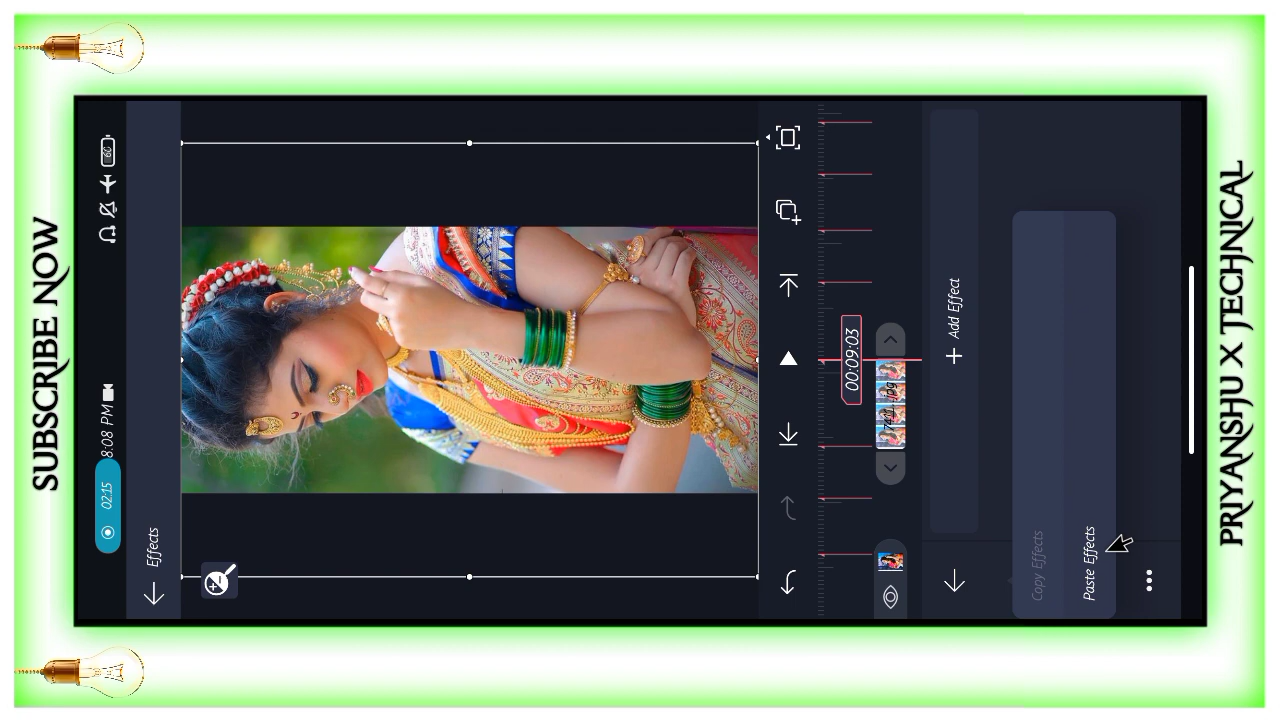 SUBSCRIBE NOW
02:15
8:08 PM
60
Effects
00:09:03
Add Effect
Copy Effects
Paste Effects
PRIYANSHU X TECHNICAL